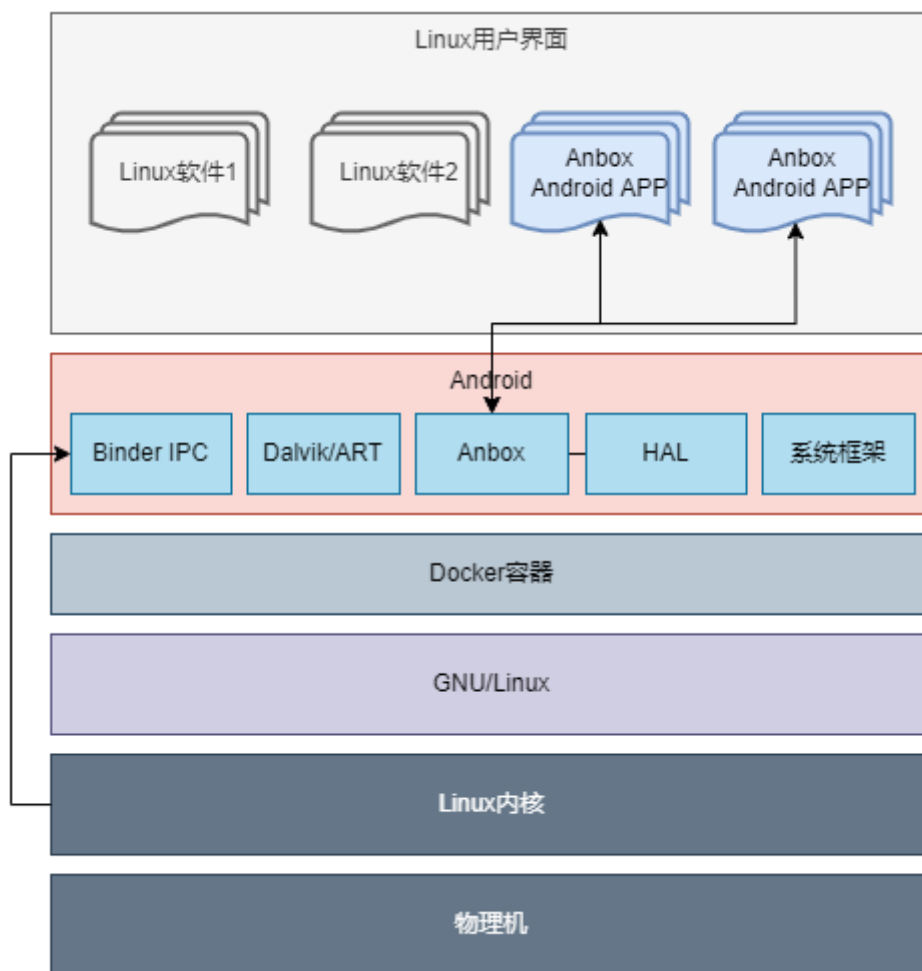 Linux用户界面
Linux软件1
Linux软件2
Anbox
Android APP
Anbox
Android APP
Android
Binder IPC
Dalvik/ART
Anbox
HAL
系统框架
Docker容器
GNU/Linux
Linux内核
物理机